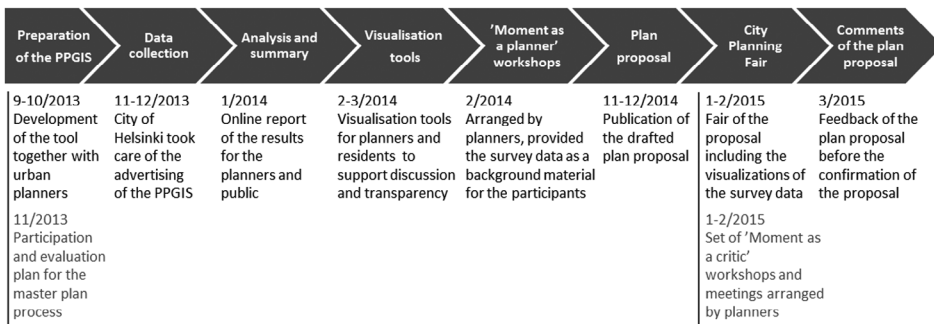 Preparation
of the PPGIS
Data
collection
Analysis and
summary
Visualisation
tools
’Moment as
a planner’
workshops
Plan
proposal
City
Planning
Fair
Comments
of the plan
proposal
9-10/2013
Development
of the tool
together with
urban
planners
11/2013
Participation
and evaluation
plan for the
master plan
process
11-12/2013
City of
Helsinki took
care of the
advertising
of the PPGIS
1/2014
Online report
of the results
for the
planners and
public
2-3/2014
Visualisation tools
for planners and
residents to
support discussion
and transparency
2/2014
Arranged by
planners, provided
the survey data as a
background material
for the participants
11-12/2014
Publication of
the drafted
plan proposal
1-2/2015
Fair of the
proposal
including the
visualizations of
the survey data
1-2/2015
Set of ’Moment as
a critic’
workshops and
meetings arranged
by planners
3/2015
Feedback of the
plan proposal
before the
confirmation of
the proposal